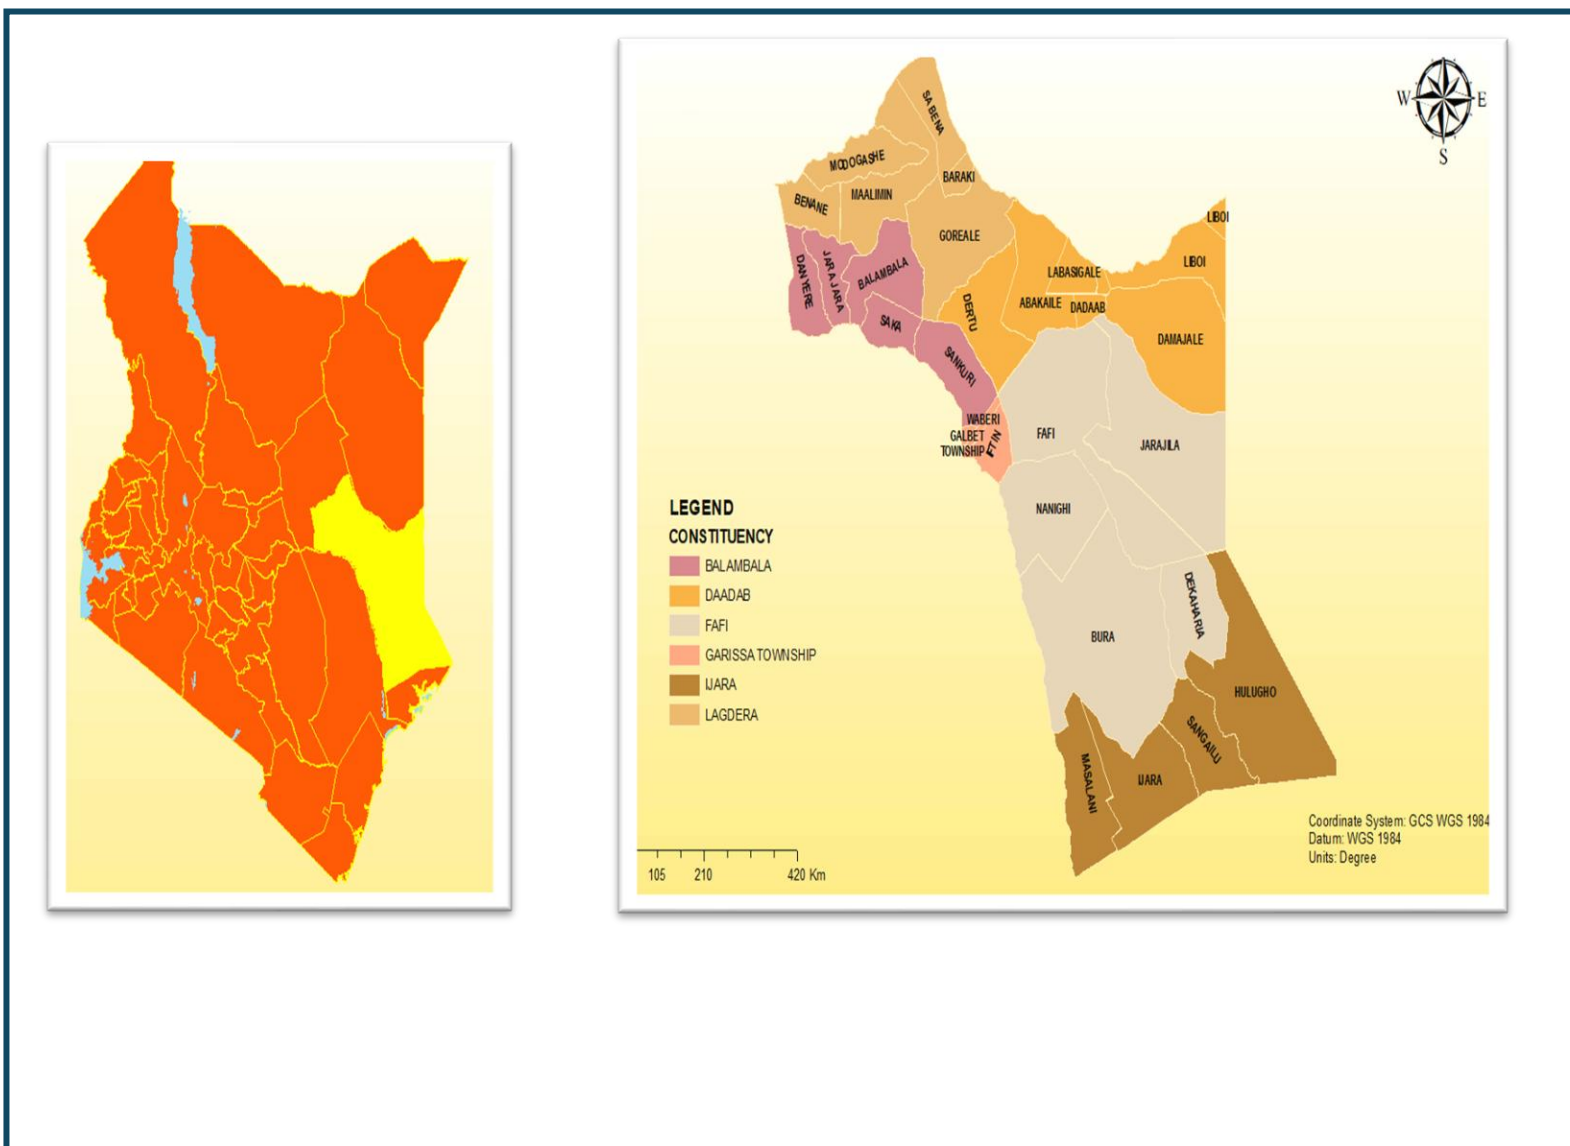 W E
S
SABENA
MODOGASHE
BARAKI
BENANE
MAALIMIN
LIBOI
GOREALE
DANYERE
JARAJARA
BALAMBALA
LABASIGALE
LIBOI
DERTU
ABAKAILE
DADAAB
SAKA
DAMAJALE
SANKURI
WABERI
GALBET
TOWNSHIP
IFTIN
FAFI
JARAJILA
NANIGHI
DEKAHARIA
BURA
HULUGHO
SANGAILU
MASALANI
IJARA
LEGEND
CONSTITUENCY
BALAMBALA
DAADAB
FAFI
GARISSA TOWNSHIP
IJARA
LAGDERA
105 210 420 Km
Coordinate System: GCS WGS 1984
Datum: WGS 1984
Units: Degree